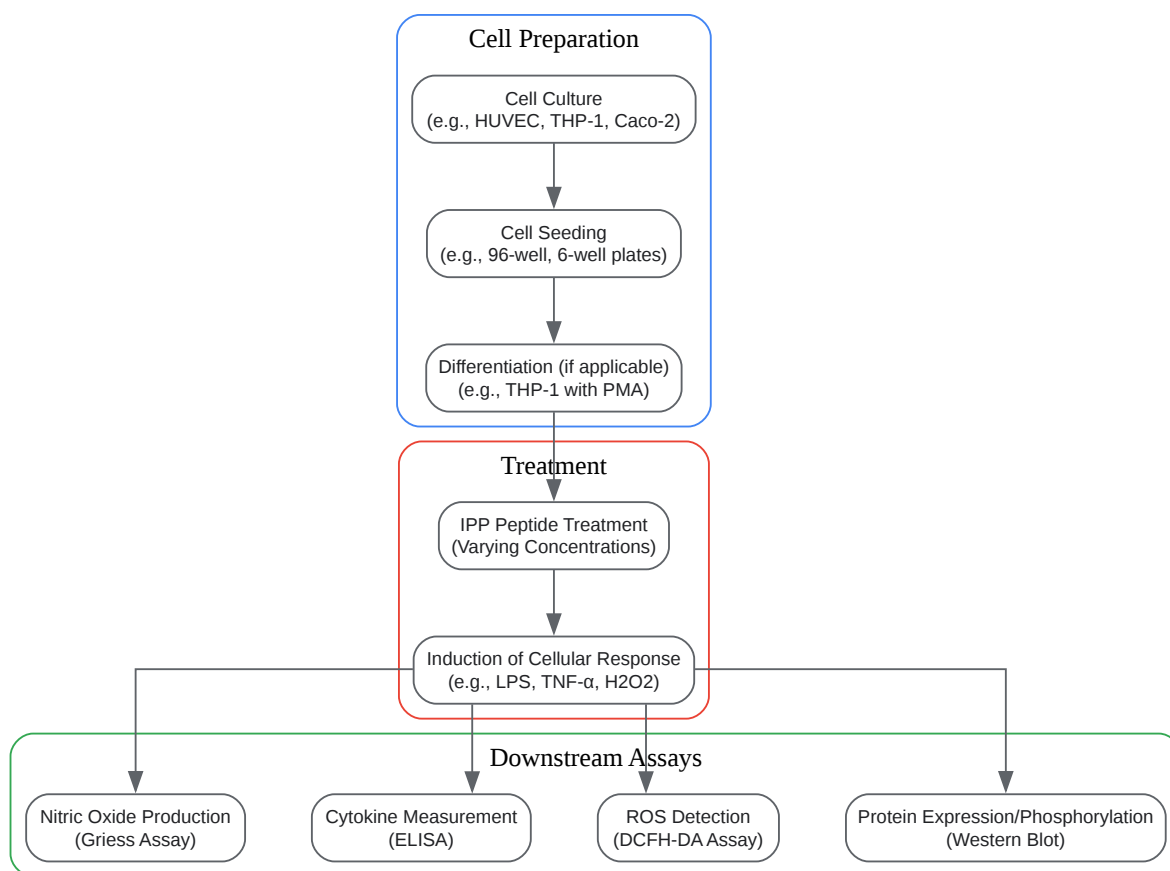 Cell Preparation
Cell Culture
(e.g., HUVEC, THP-1, Caco-2)
Cell Seeding
(e.g., 96-well, 6-well plates)
Differentiation (if applicable)
(e.g., THP-1 with PMA)
Treatment
IPP Peptide Treatment
(Varying Concentrations)
Induction of Cellular Response
(e.g., LPS, TNF-α, H2O2)
Downstream Assays
Nitric Oxide Production
(Griess Assay)
Cytokine Measurement
(ELISA)
ROS Detection
(DCFH-DA Assay)
Protein Expression/Phosphorylation
(Western Blot)